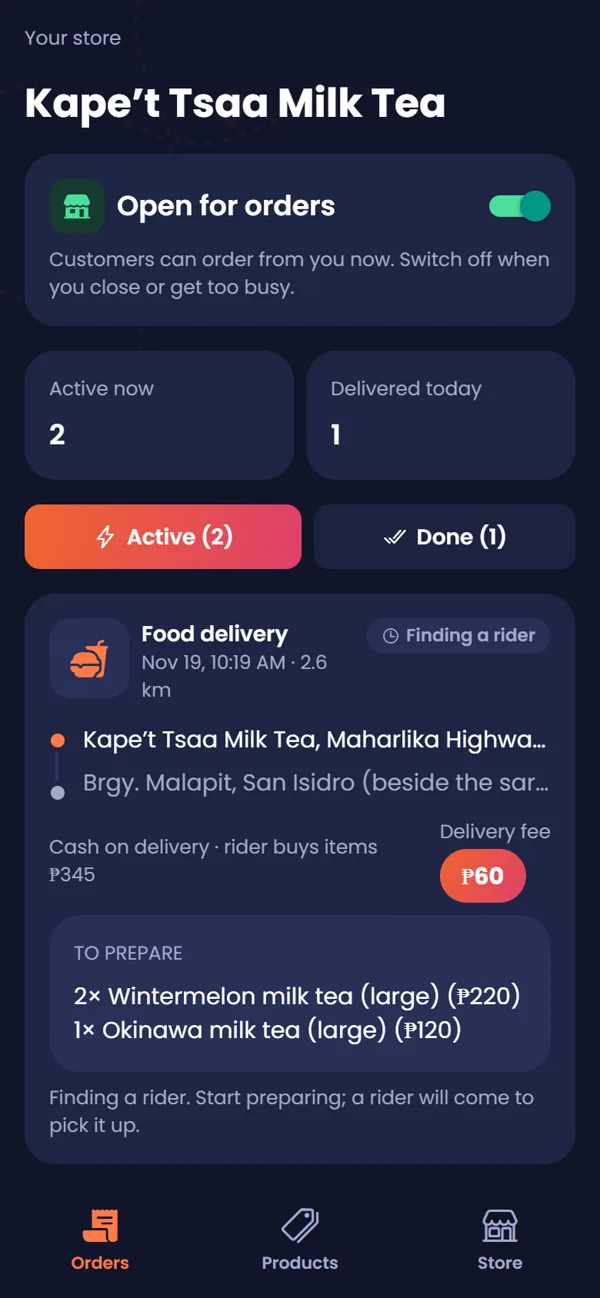 Your store
Kape’t Tsaa Milk Tea
Open for orders
Customers can order from you now. Switch off when
you close or get too busy.
Active now
2
Delivered today
1
Active (2)
Done (1)
Food delivery
Finding a rider
Nov 19, 10:19 AM · 2.6
km
Kape’t Tsaa Milk Tea, Maharlika Highwa…
Brgy. Malapit, San Isidro (beside the sar…
Delivery fee
Cash on delivery · rider buys items
₱345
₱60
TO PREPARE
2× Wintermelon milk tea (large) (₱220)
1× Okinawa milk tea (large) (₱120)
Finding a rider. Start preparing; a rider will come to
pick it up.
Orders
Products
Store